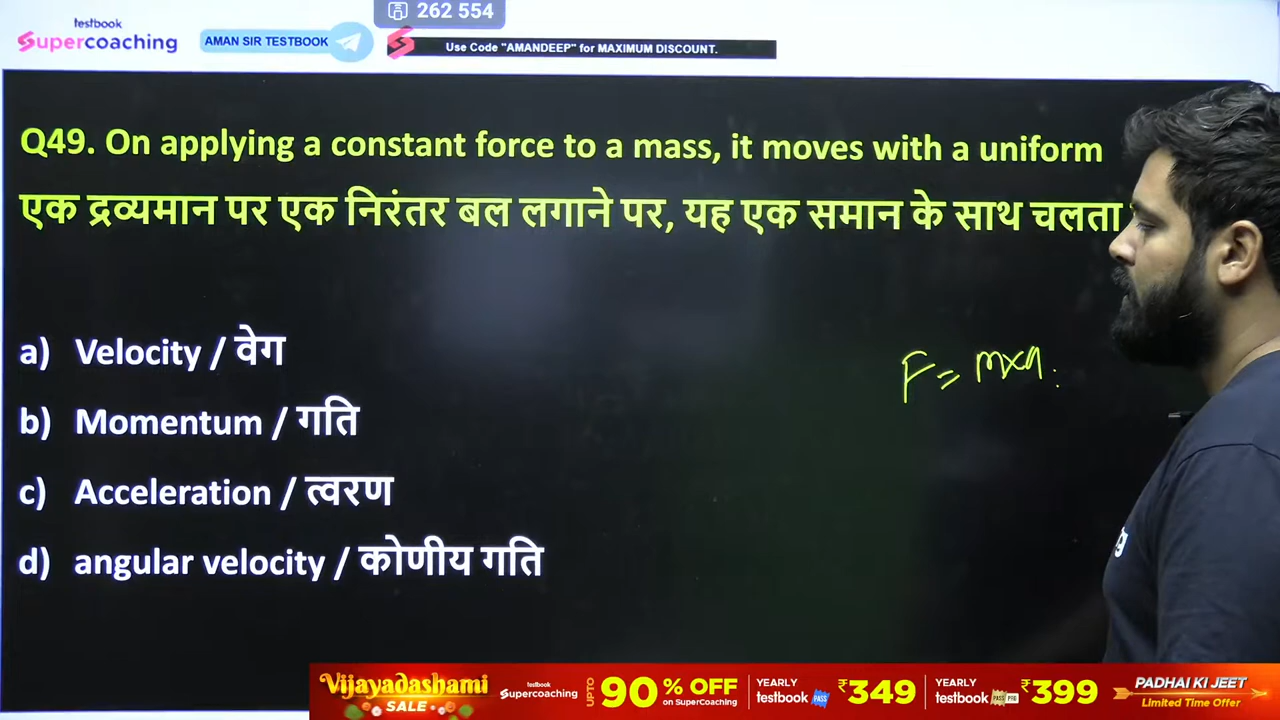 262 554
testbook
Supercoaching
AMAN SIR TESTBOOK
Use Code "AMANDEEP" for MAXIMUM DISCOUNT.
Q49. On applying a constant force to a mass, it moves with a uniform
एक द्रव्यमान पर एक निरंतर बल लगाने पर, यह एक समान के साथ चलता
a) Velocity / वेग
b) Momentum / गति
c) Acceleration / त्वरण
d) angular velocity / कोणीय गति
F = m×a.
Vijayadashami
SALE
testbook
Supercoaching
UPTO
90% OFF
on SuperCoaching
YEARLY
testbook PASS
₹349
YEARLY
testbook PASS PRO
₹399
PADHAI KI JEET
Limited Time Offer